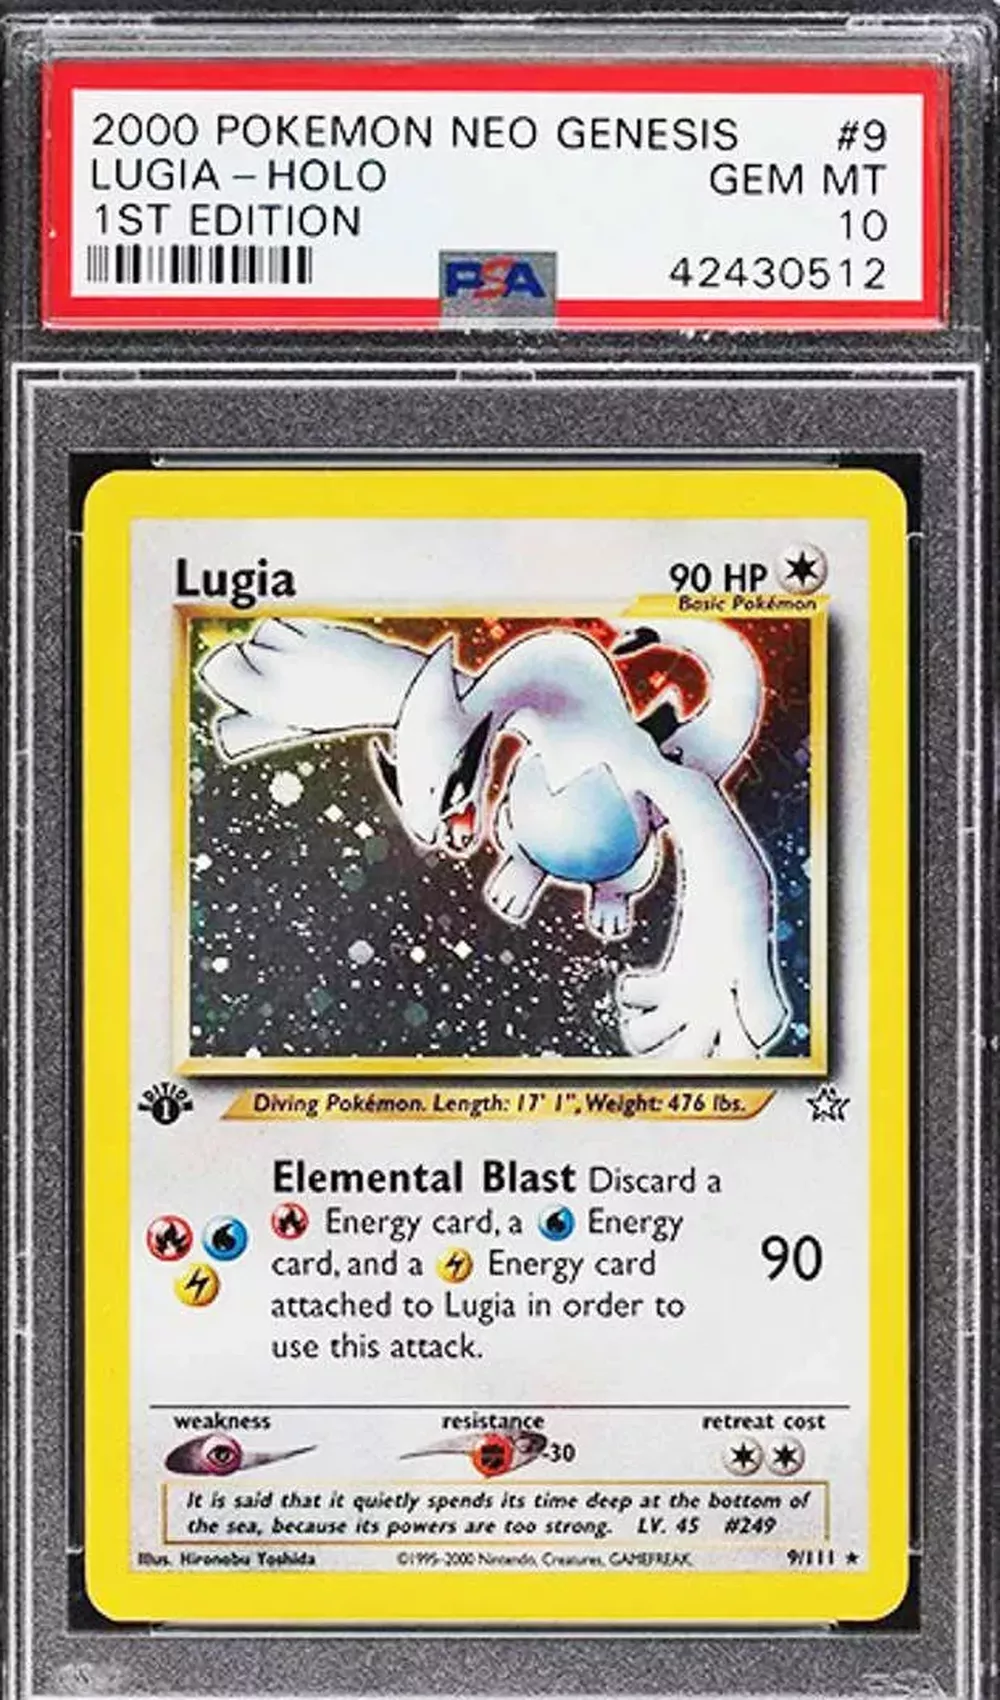 2000 POKEMON NEO GENESIS #9
LUGIA – HOLO GEM MT
1ST EDITION 10
PSA 42430512
Lugia 90 HP
Basic Pokémon
EDITION 1
Diving Pokémon. Length: 17' 1", Weight: 476 lbs.
Elemental Blast Discard a
Energy card, a Energy
card, and a Energy card
attached to Lugia in order to
use this attack.
90
weakness resistance retreat cost
-30
It is said that it quietly spends its time deep at the bottom of
the sea, because its powers are too strong. LV. 45 #249
Illus. Hironobu Yoshida ©1995-2000 Nintendo, Creatures, GAMEFREAK. 9/111 ★